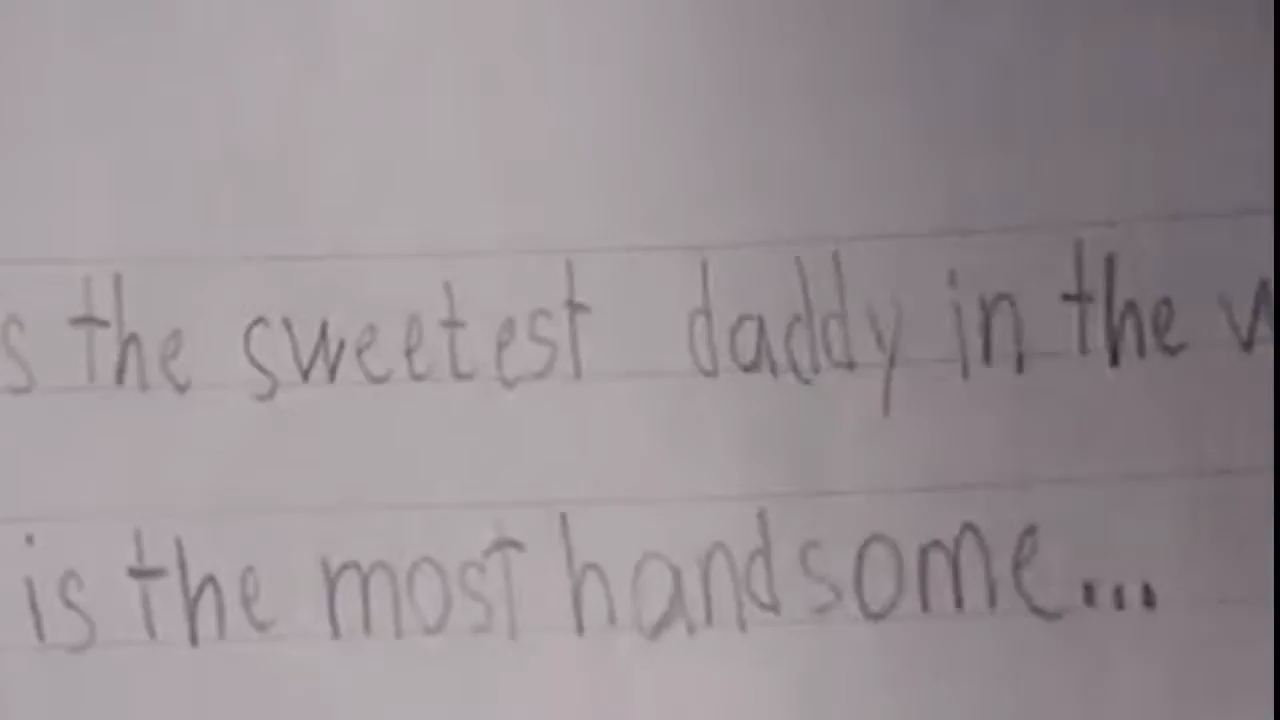 s the sweetest daddy in the
is the most handsome...